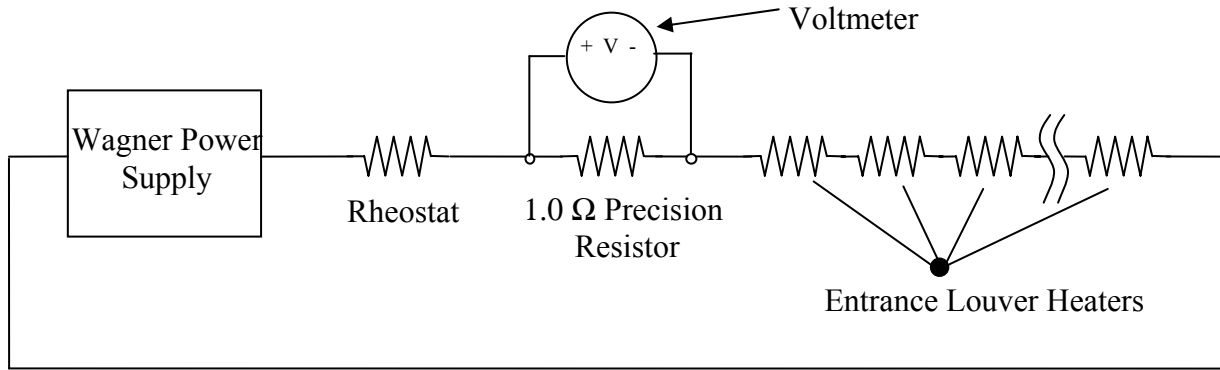 Voltmeter
+ V -
Wagner Power
Supply
Rheostat
1.0 Ω Precision
Resistor
Entrance Louver Heaters